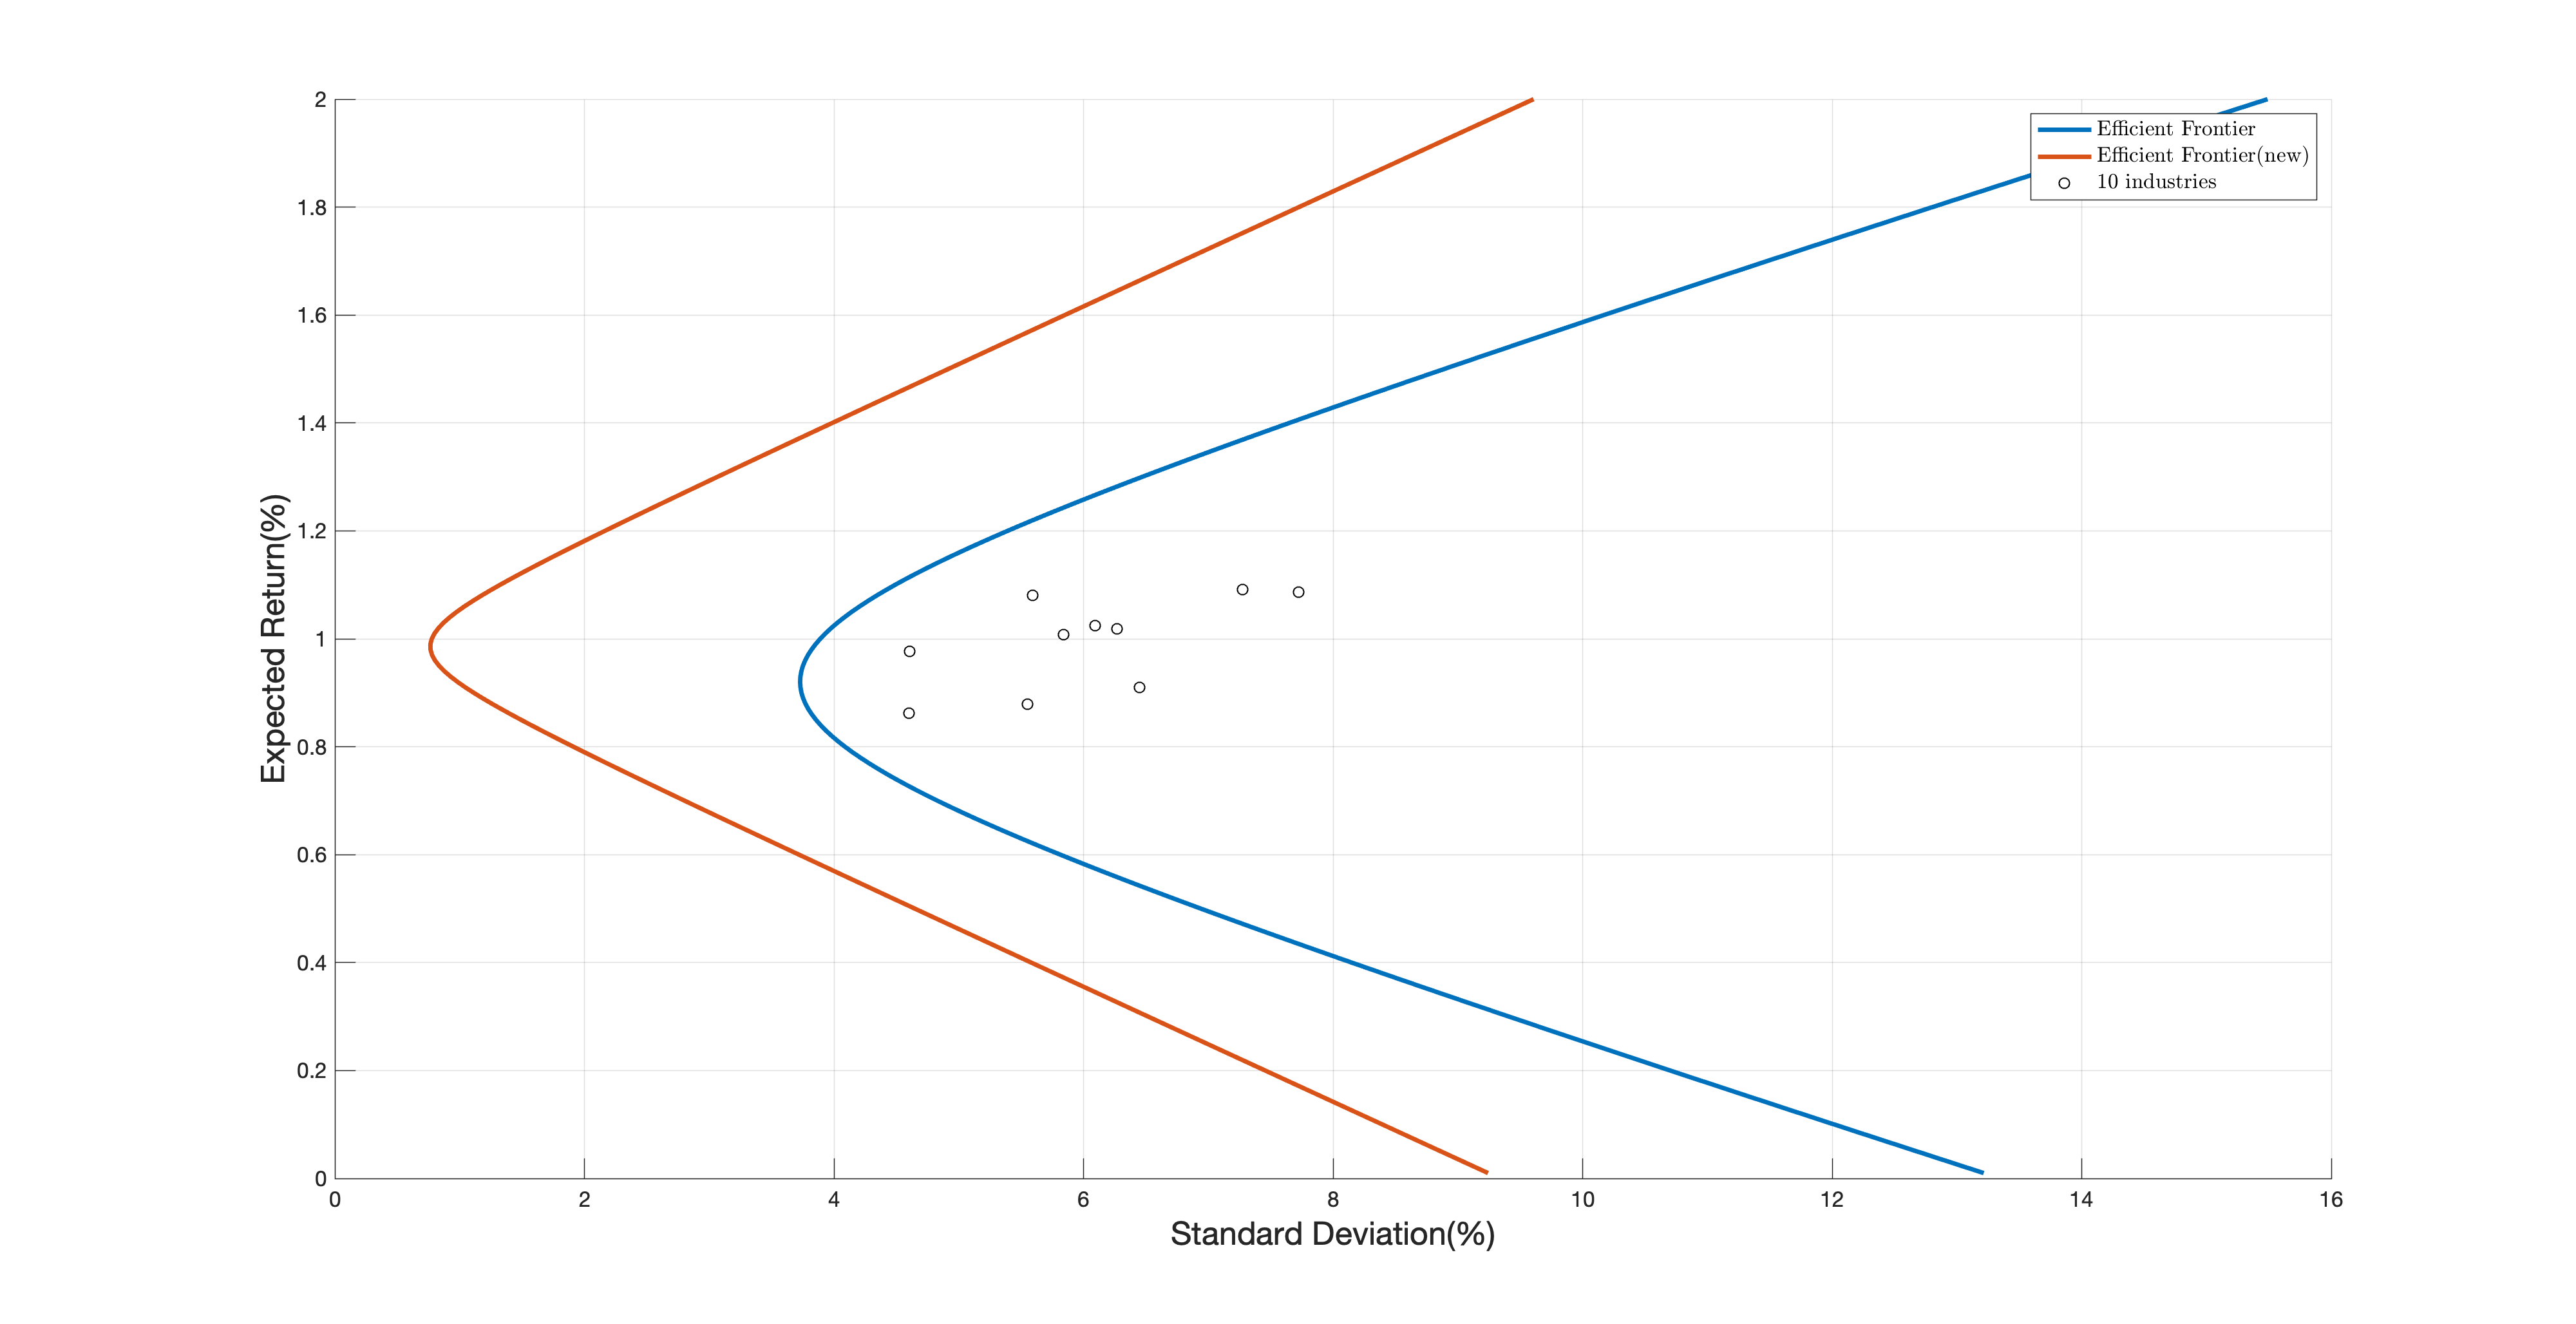 2
1.8
1.6
1.4
1.2
1
0.8
0.6
0.4
0.2
0
0 2 4 6 8 10 12 14 16
Expected Return(%)
Standard Deviation(%)
Efficient Frontier
Efficient Frontier(new)
10 industries